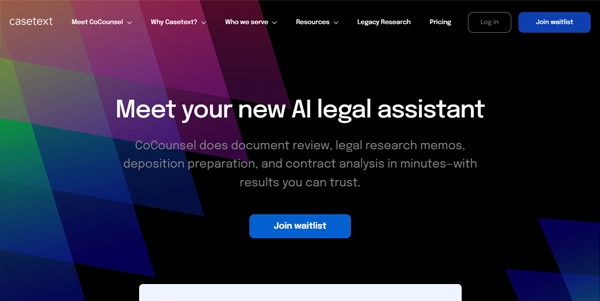 casetext Meet CoCounsel Why Casetext? Who we serve Resources Legacy Research Pricing Log in Join waitlist
Meet your new AI legal assistant
CoCounsel does document review, legal research memos,
deposition preparation, and contract analysis in minutes—with
results you can trust.
Join waitlist